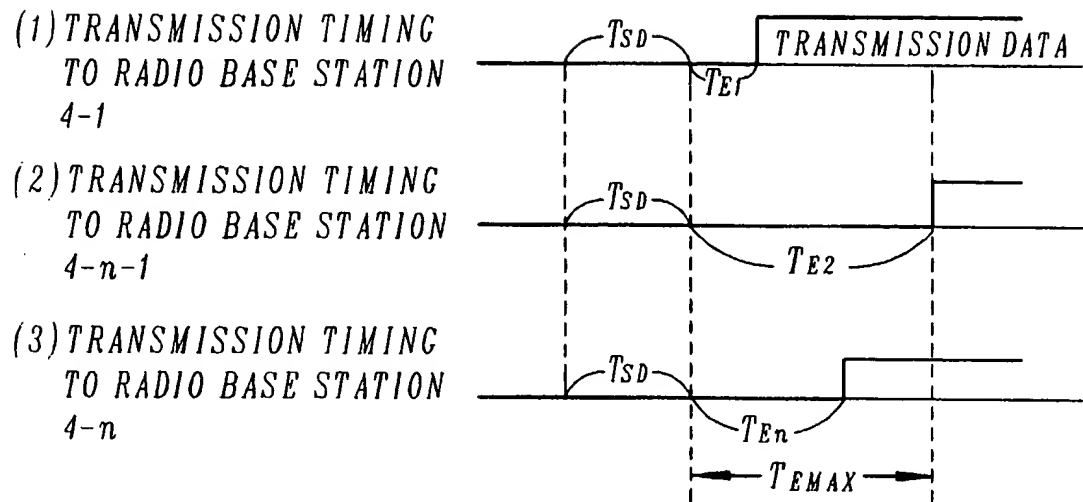 (1) TRANSMISSION TIMING
TO RADIO BASE STATION
4-1
TSD
TE1
TRANSMISSION DATA
(2) TRANSMISSION TIMING
TO RADIO BASE STATION
4-n-1
TSD
TE2
(3) TRANSMISSION TIMING
TO RADIO BASE STATION
4-n
TSD
TEn
TEMAX